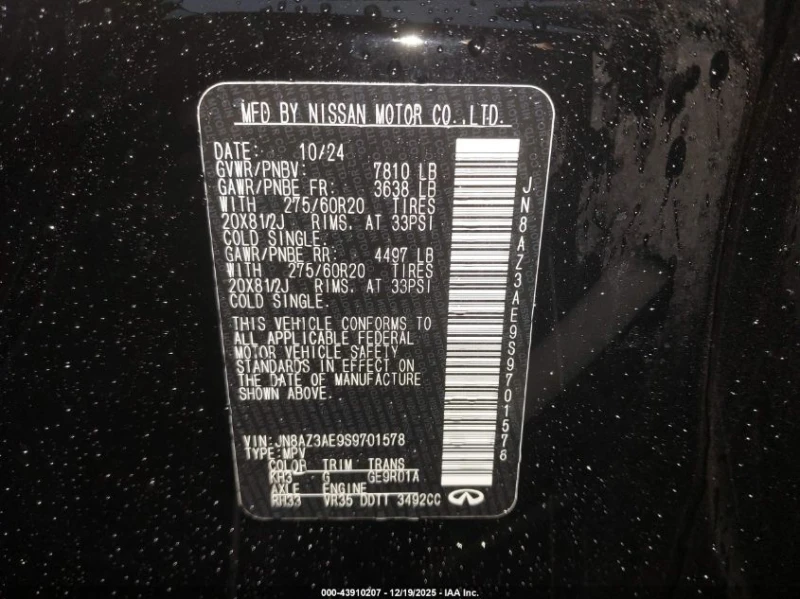 MFD BY NISSAN MOTOR CO.,LTD.
DATE: 10/24
GVWR/PNBV: 7810 LB
GAWR/PNBE FR: 3638 LB
WITH 275/60R20 TIRES
20X81/2J RIMS. AT 33PSI
COLD SINGLE.
GAWR/PNBE RR: 4497 LB
WITH 275/60R20 TIRES
20X81/2J RIMS. AT 33PSI
COLD SINGLE.
THIS VEHICLE CONFORMS TO
ALL APPLICABLE FEDERAL
MOTOR VEHICLE SAFETY
STANDARDS IN EFFECT ON
THE DATE OF MANUFACTURE
SHOWN ABOVE.
VIN: JN8AZ3AE9S9701578
TYPE: MPV
COLOR TRIM TRANS
KH3 G GE9R01A
AXLE ENGINE
RH33 VR35 DDTT 3492CC
JN8AZ3AE9S9701578
000-43910207 - 12/19/2025 - IAA Inc.